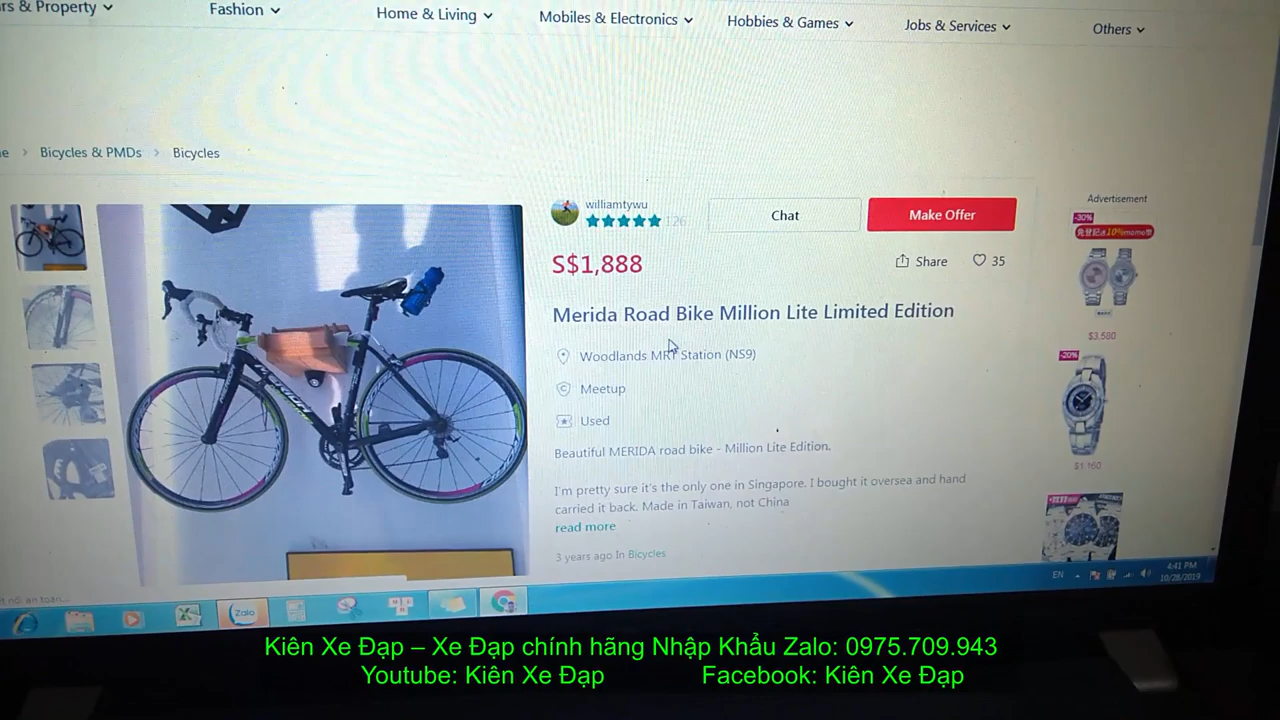 rs & Property
Fashion
Home & Living
Mobiles & Electronics
Hobbies & Games
Jobs & Services
Others
Bicycles & PMDs > Bicycles
williamtywu
126
Chat
Make Offer
S$1,888
Share
35
Merida Road Bike Million Lite Limited Edition
Woodlands MRT Station (NS9)
Meetup
Used
Beautiful MERIDA road bike - Million Lite Edition.
I'm pretty sure it's the only one in Singapore. I bought it oversea and hand
carried it back. Made in Taiwan, not China
read more
3 years ago In Bicycles
MERIDA
Advertisement
-30%
$3,580
-20%
$1,160
EN
4:41 PM
10/28/2019
Zalo
Kiên Xe Đạp – Xe Đạp chính hãng Nhập Khẩu Zalo: 0975.709.943
Youtube: Kiên Xe Đạp Facebook: Kiên Xe Đạp